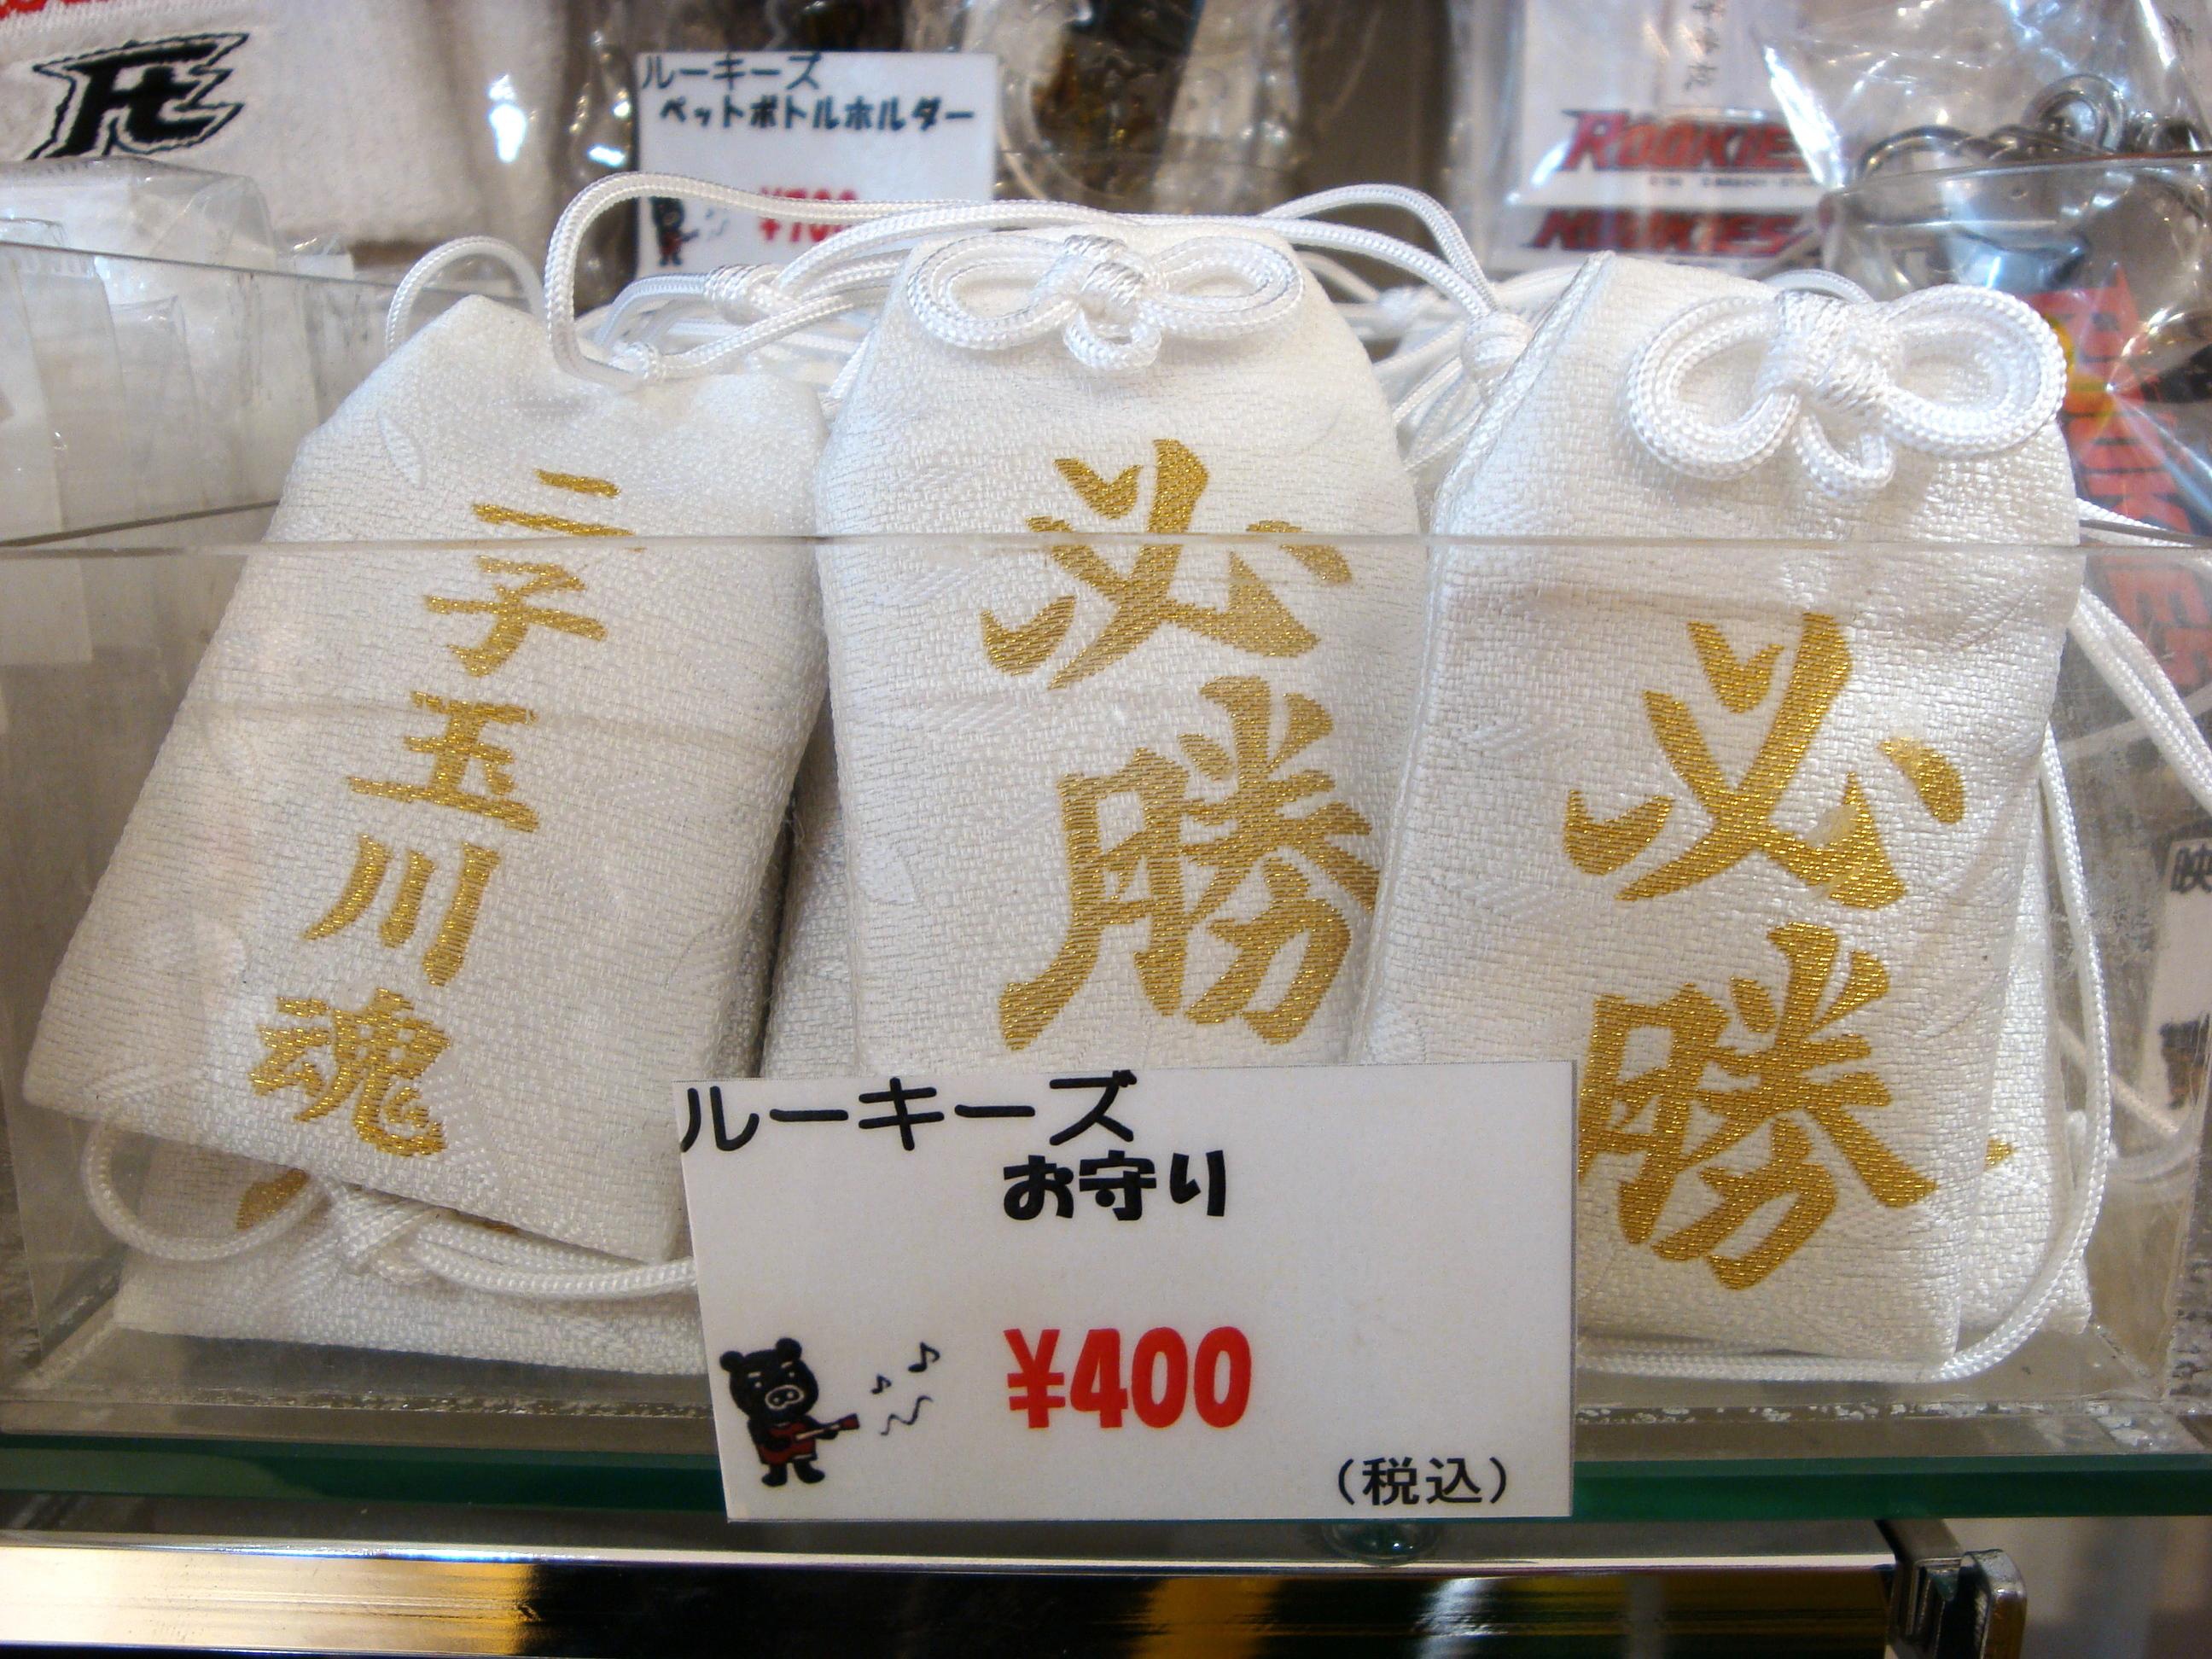 ルーキーズ
ペットボトルホルダー
ROOKIES
ROOKIES
二子玉川魂
必勝
必勝
ルーキーズ
お守り
¥400
(税込)